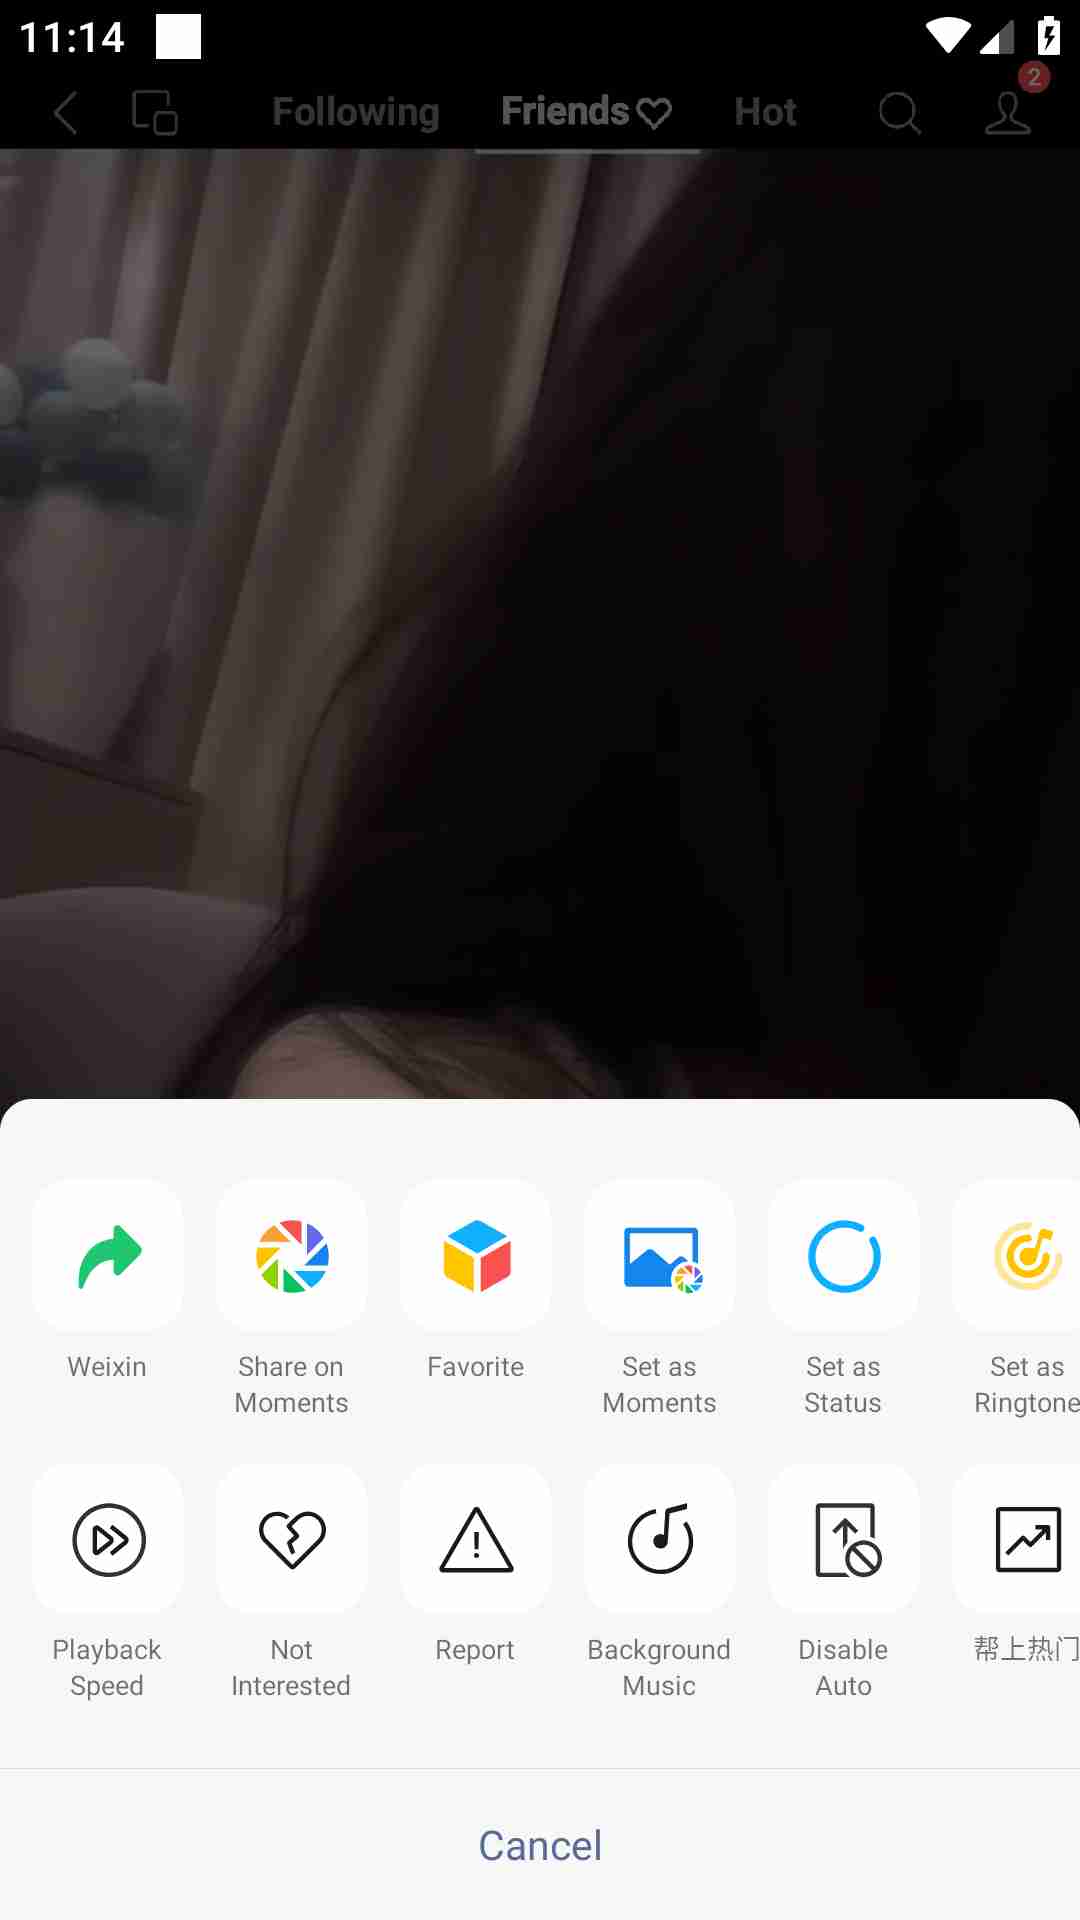 11:14
Following Friends Hot 2
Weixin
Share on
Moments
Favorite
Set as
Moments
Set as
Status
Set as
Ringtone
Playback
Speed
Not
Interested
Report
Background
Music
Disable
Auto
帮上热门
Cancel